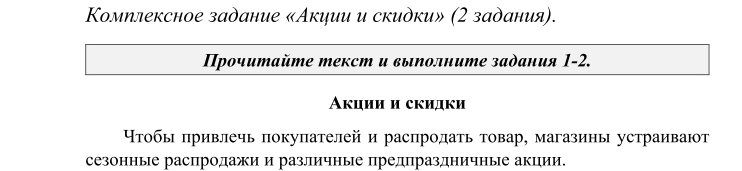 Комплексное задание «Акции и скидки» (2 задания).
Прочитайте текст и выполните задания 1-2.
Акции и скидки
Чтобы привлечь покупателей и распродать товар, магазины устраивают
сезонные распродажи и различные предпраздничные акции.